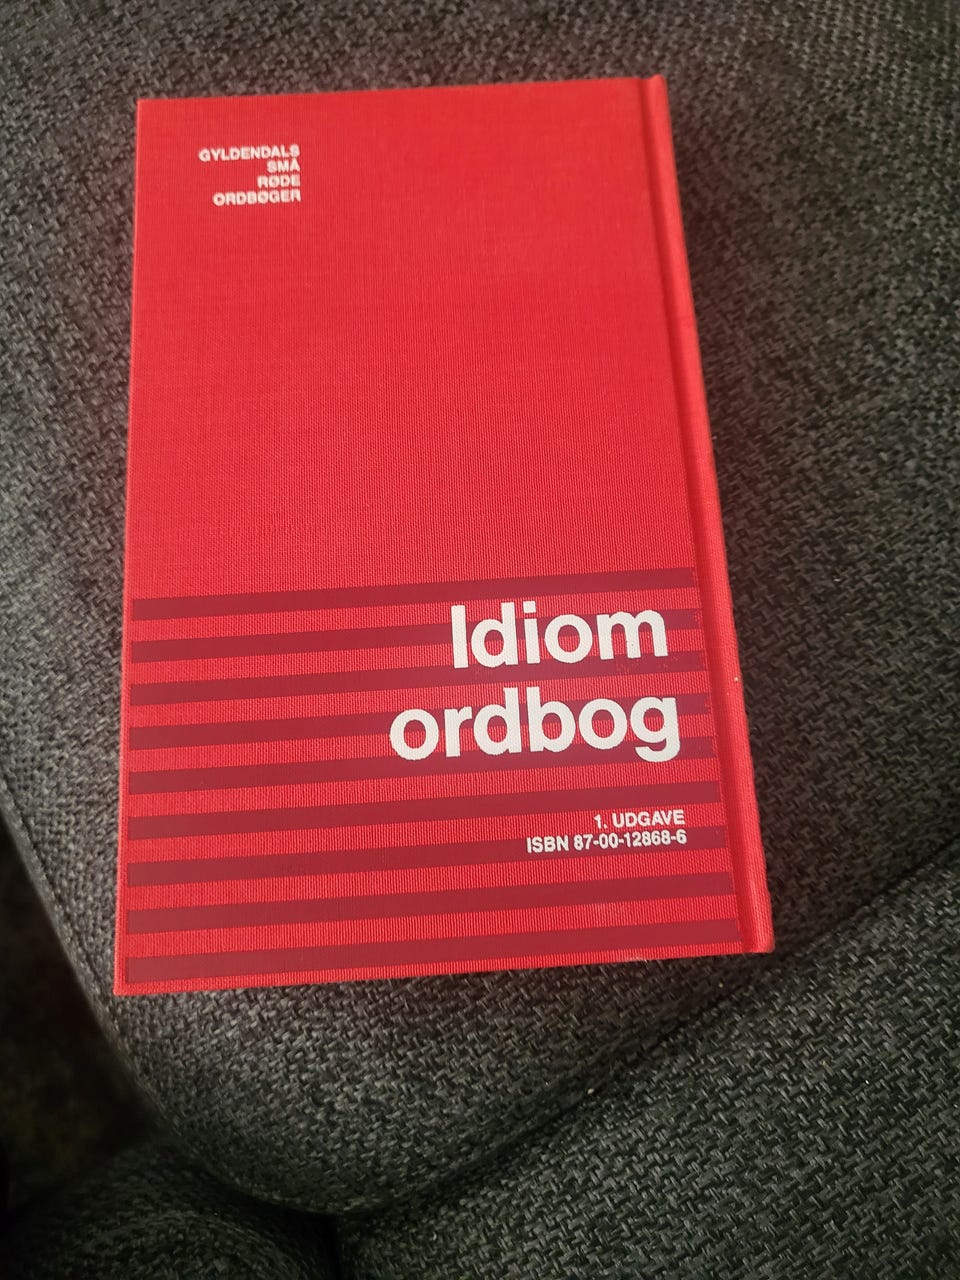 GYLDENDALS
SMÅ
RØDE
ORDBØGER
Idiom
ordbog
1. UDGAVE
ISBN 87-00-12868-6